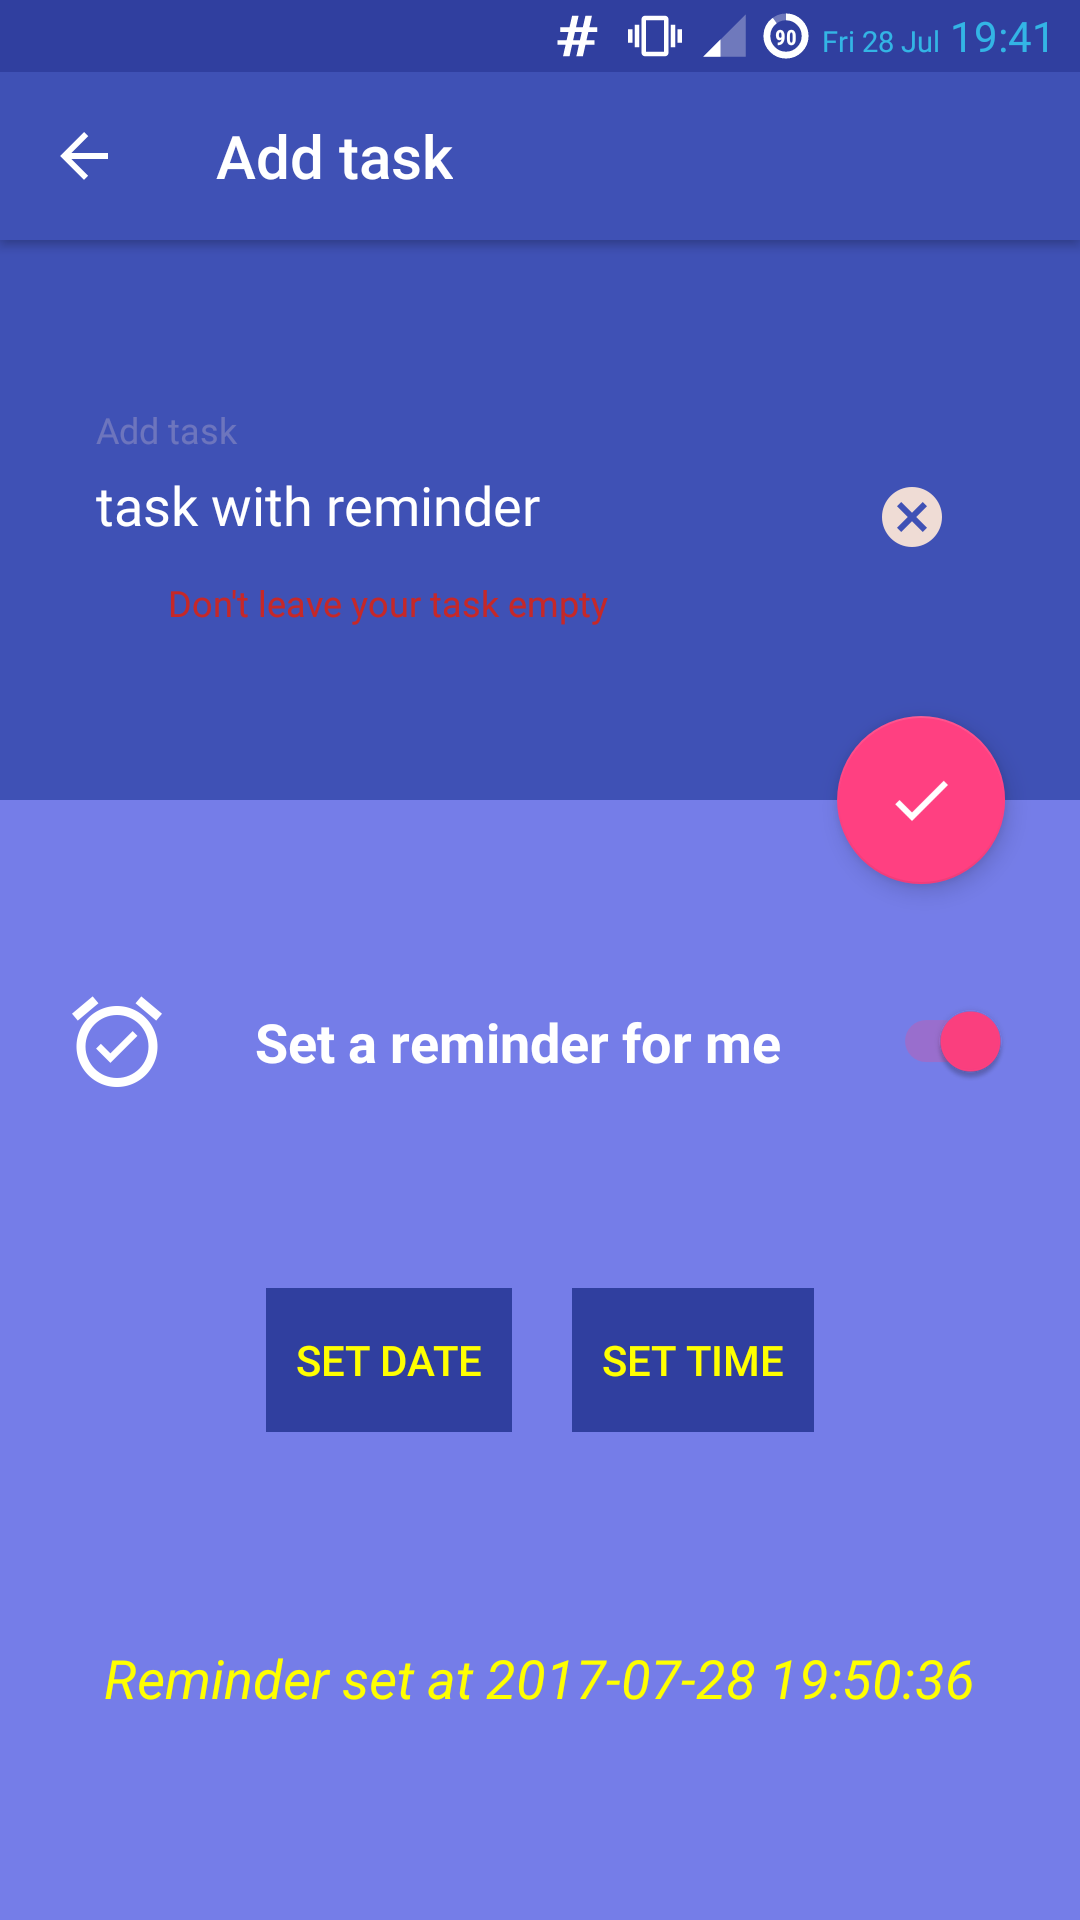 # 90 Fri 28 Jul 19:41
Add task
Add task
task with reminder
Don't leave your task empty
Set a reminder for me
SET DATE SET TIME
Reminder set at 2017-07-28 19:50:36